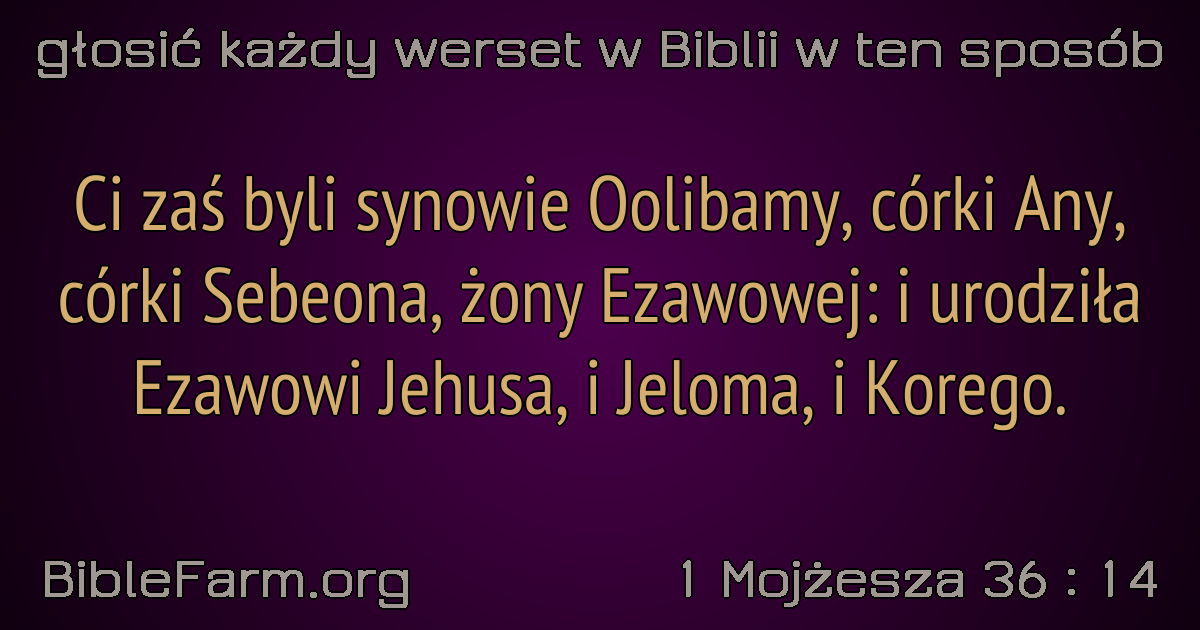 głosić każdy werset w Biblii w ten sposób
Ci zaś byli synowie Oolibamy, córki Any,
córki Sebeona, żony Ezawowej: i urodziła
Ezawowi Jehusa, i Jeloma, i Korego.
BibleFarm.org
1 Mojżesza 36 : 14